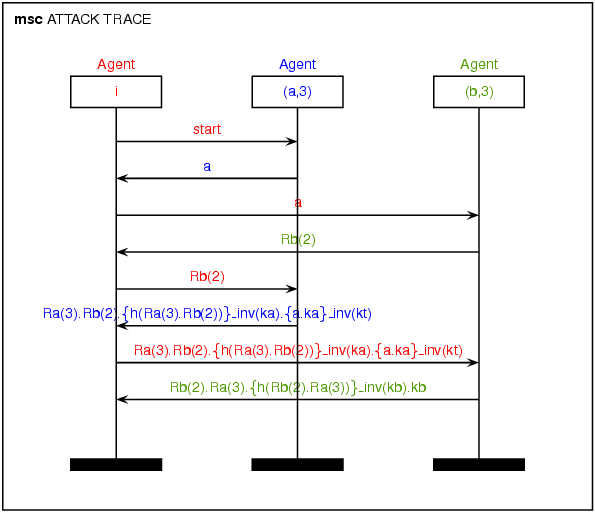 msc ATTACK TRACE
Agent Agent Agent
i (a,3) (b,3)
start
a
a
Rb(2)
Rb(2)
Ra(3).Rb(2).{h(Ra(3).Rb(2))}_inv(ka).{a.ka}_inv(kt)
Ra(3).Rb(2).{h(Ra(3).Rb(2))}_inv(ka).{a.ka}_inv(kt)
Rb(2).Ra(3).{h(Rb(2).Ra(3))}_inv(kb).kb